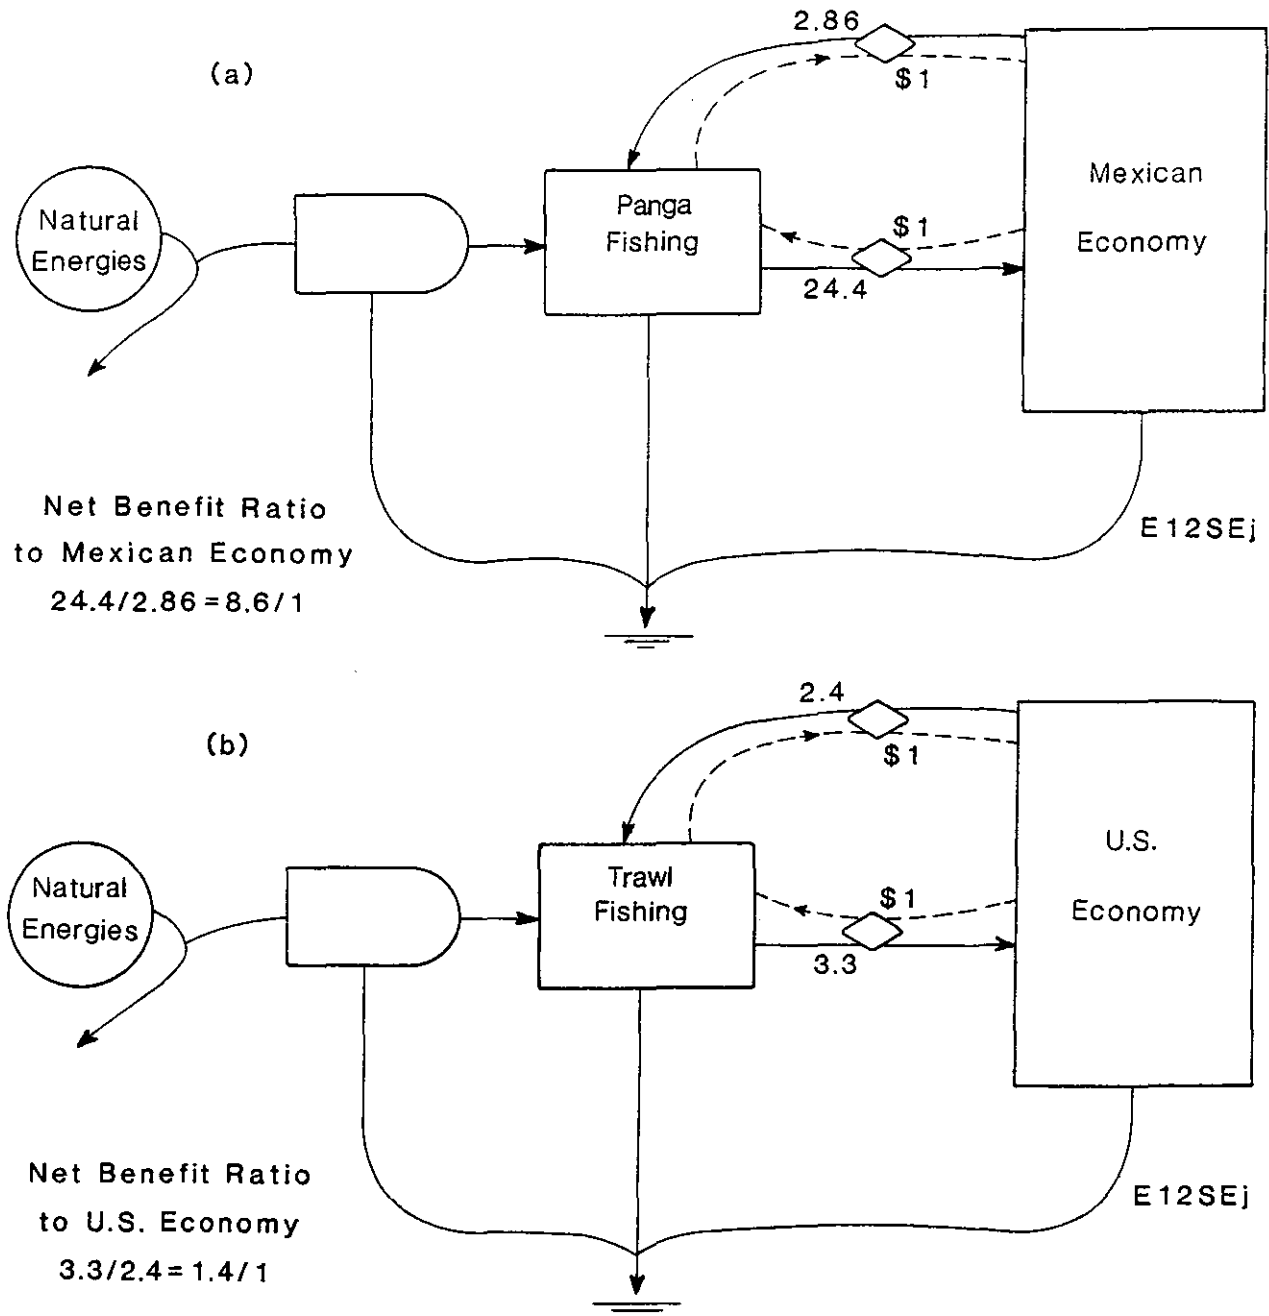 (a)
2.86
$1
Natural
Energies
Panga
Fishing
$1
24.4
Mexican
Economy
Net Benefit Ratio
to Mexican Economy
24.4/2.86=8.6/1
E12SEj
(b)
2.4
$1
Natural
Energies
Trawl
Fishing
$1
3.3
U.S.
Economy
Net Benefit Ratio
to U.S. Economy
3.3/2.4=1.4/1
E12SEj